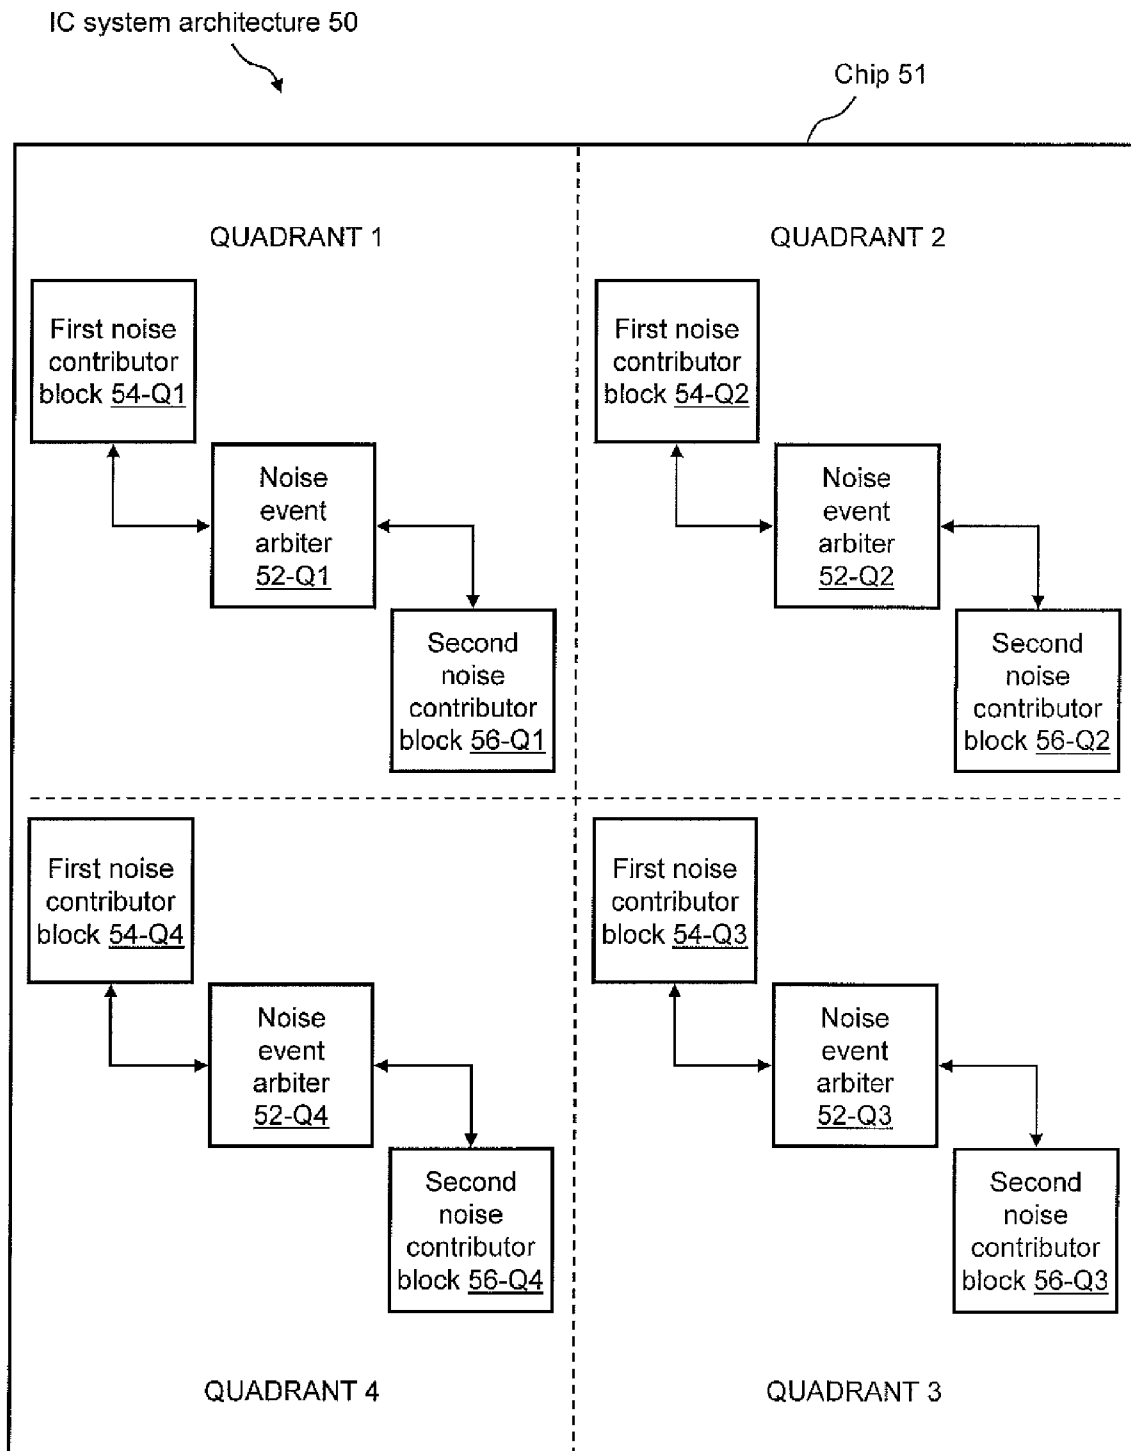 IC system architecture 50
Chip 51
QUADRANT 1
QUADRANT 2
First noise
contributor
block 54-Q1
First noise
contributor
block 54-Q2
Noise
event
arbiter
52-Q1
Noise
event
arbiter
52-Q2
Second
noise
contributor
block 56-Q1
Second
noise
contributor
block 56-Q2
First noise
contributor
block 54-Q4
First noise
contributor
block 54-Q3
Noise
event
arbiter
52-Q4
Noise
event
arbiter
52-Q3
Second
noise
contributor
block 56-Q4
Second
noise
contributor
block 56-Q3
QUADRANT 4
QUADRANT 3